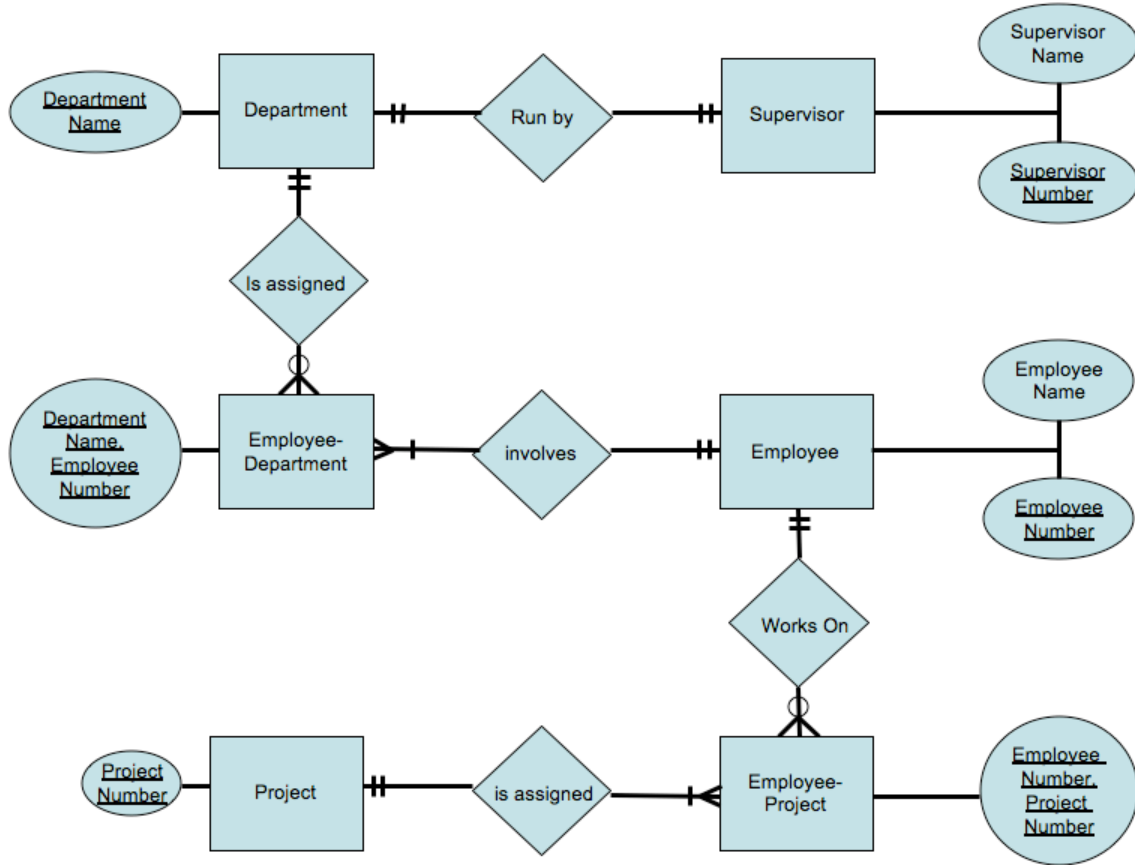 Supervisor
Name
Department
Name
Department
Run by
Supervisor
Supervisor
Number
Is assigned
Employee
Name
Department
Name,
Employee
Number
Employee-
Department
involves
Employee
Employee
Number
Works On
Project
Number
Project
is assigned
Employee-
Project
Employee
Number,
Project
Number